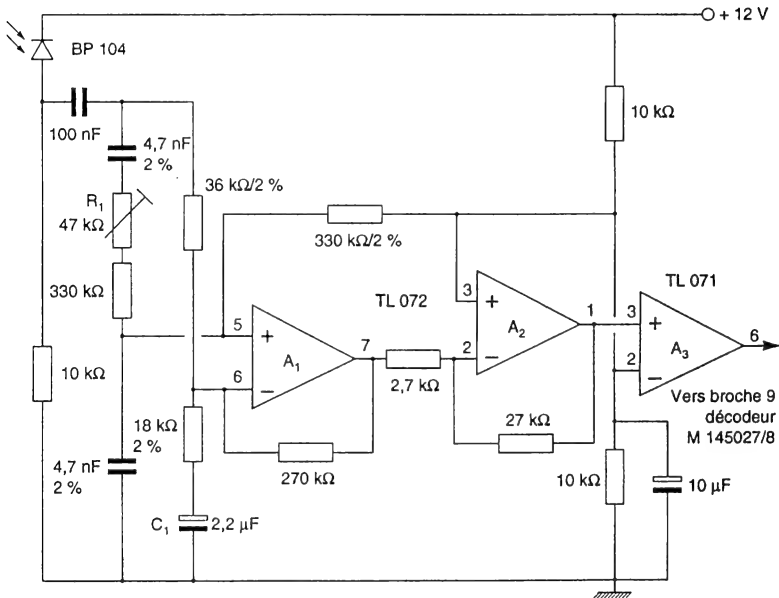 + 12 V
BP 104
100 nF
4,7 nF
2 %
10 kΩ
36 kΩ/2 %
R1
47 kΩ
330 kΩ/2 %
330 kΩ
TL 072
TL 071
3
+
1
3
+
6
5
+
7
A1
2
−
A2
2
−
A3
6
−
2,7 kΩ
10 kΩ
Vers broche 9
décodeur
M 145027/8
18 kΩ
2 %
27 kΩ
4,7 nF
2 %
270 kΩ
10 kΩ
10 µF
C1
2,2 µF